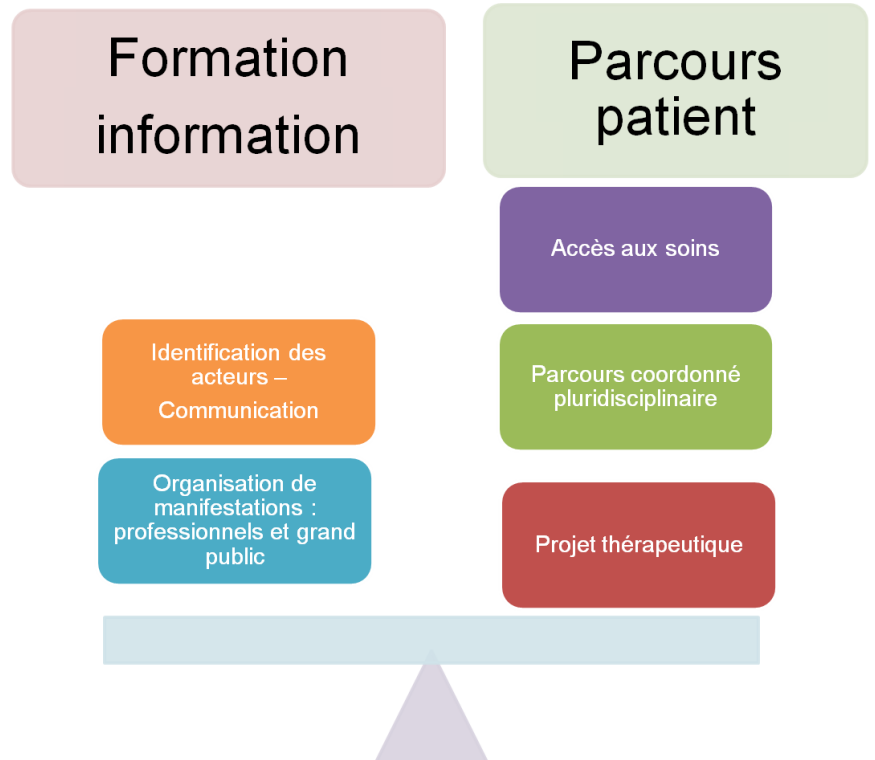 Formation
information
Parcours
patient
Accès aux soins
Identification des
acteurs –
Communication
Parcours coordonné
pluridisciplinaire
Organisation de
manifestations :
professionnels et grand
public
Projet thérapeutique